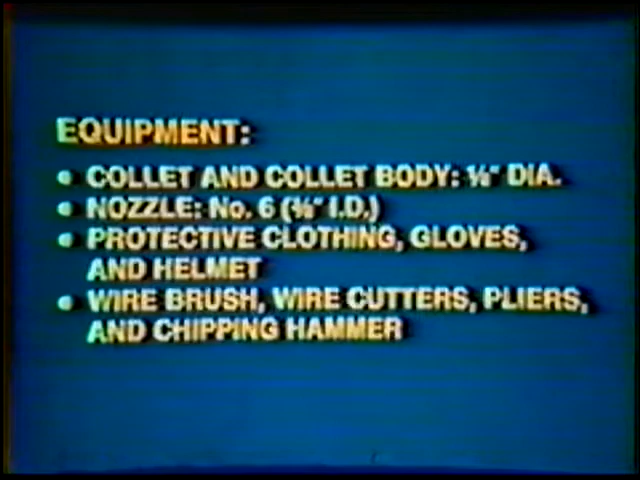 EQUIPMENT:
• COLLET AND COLLET BODY: ⅛" DIA.
• NOZZLE: No. 6 (⅜" I.D.)
• PROTECTIVE CLOTHING, GLOVES,
AND HELMET
• WIRE BRUSH, WIRE CUTTERS, PLIERS,
AND CHIPPING HAMMER